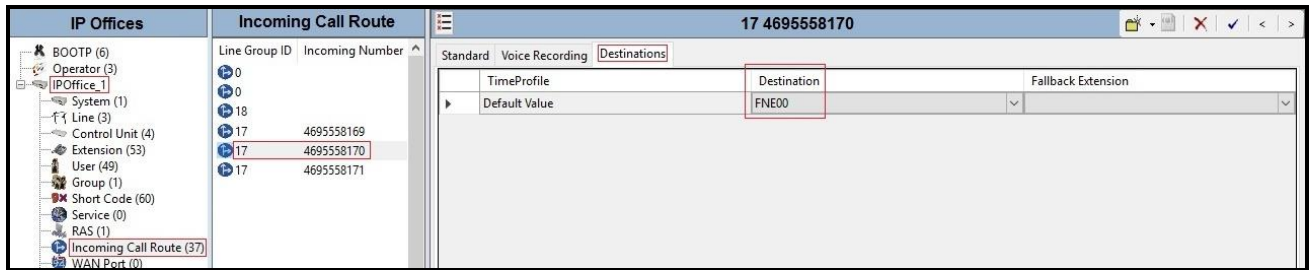 IP Offices
BOOTP (6)
Operator (3)
IPOffice_1
System (1)
Line (3)
Control Unit (4)
Extension (53)
User (49)
Group (1)
Short Code (60)
Service (0)
RAS (1)
Incoming Call Route (37)
WAN Port (0)
Incoming Call Route
Line Group ID Incoming Number
0
0
18
17 4695558169
17 4695558170
17 4695558171
17 4695558170
Standard Voice Recording Destinations
TimeProfile Destination Fallback Extension
Default Value FNE00